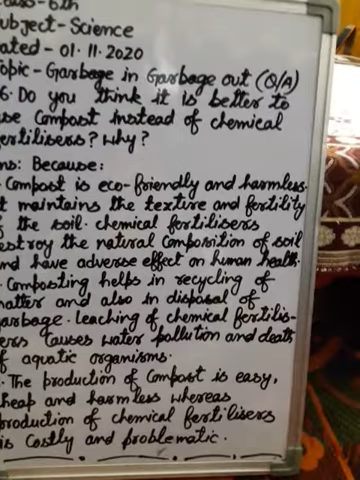 lass-6th
ubject-Science
ated-01.11.2020
opic-Garbage in Garbage out (Q/A)
6. Do you think it is better to
se Compost instead of chemical
ertilisers? Why?
ns: Because:
Compost is eco-friendly and harmless.
t maintains the texture and fertility
f the soil. chemical fertilisers
estroy the natural composition of soil
nd have adverse effect on human health.
Composting helps in recycling of
matter and also in disposal of
garbage. leaching of chemical fertilis-
ers causes water pollution and death
f aquatic organisms.
. The production of Compost is easy,
cheap and harmless whereas
production of chemical fertilisers
is Costly and problematic.